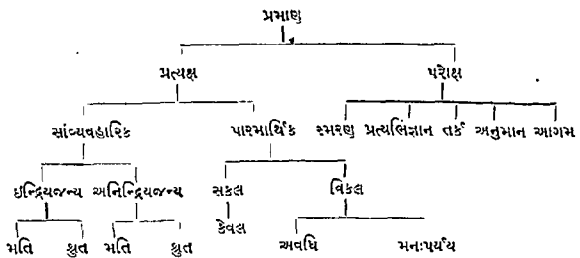 પ્રમાણ
પ્રત્યક્ષ પરોક્ષ
સાંવ્યવહારિક પારમાર્થિક સ્મરણ પ્રત્યભિજ્ઞાન તર્ક અનુમાન આગમ
ઇન્દ્રિયજન્ય અનિન્દ્રિયજન્ય સકલ વિકલ
મતિ શ્રુત મતિ શ્રુત કેવલ અવધિ મનઃપર્યય